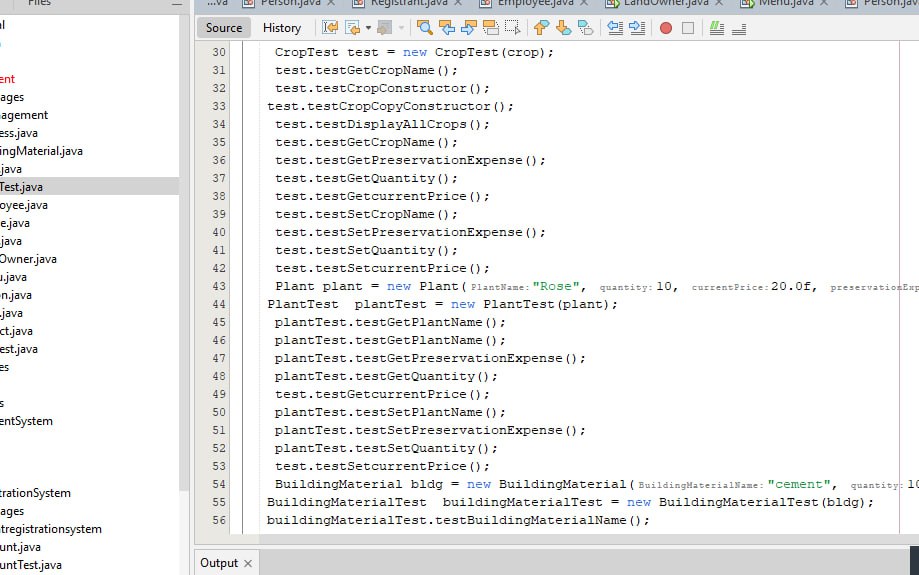 Files
...va Person.java Registrant.java Employee.java LandOwner.java Menu.java Person.java
Source History
30 CropTest test = new CropTest(crop);
31 test.testGetCropName();
32 test.testCropConstructor();
33 test.testCropCopyConstructor();
34 test.testDisplayAllCrops();
35 test.testGetCropName();
36 test.testGetPreservationExpense();
37 test.testGetQuantity();
38 test.testGetcurrentPrice();
39 test.testSetCropName();
40 test.testSetPreservationExpense();
41 test.testSetQuantity();
42 test.testSetcurrentPrice();
43 Plant plant = new Plant( PlantName: "Rose", quantity: 10, currentPrice: 20.0f, preservationExp
44 PlantTest plantTest = new PlantTest(plant);
45 plantTest.testGetPlantName();
46 plantTest.testGetPlantName();
47 plantTest.testGetPreservationExpense();
48 plantTest.testGetQuantity();
49 test.testGetcurrentPrice();
50 plantTest.testSetPlantName();
51 plantTest.testSetPreservationExpense();
52 plantTest.testSetQuantity();
53 test.testSetcurrentPrice();
54 BuildingMaterial bldg = new BuildingMaterial( BuildingMaterialName: "cement", quantity: 10
55 BuildingMaterialTest buildingMaterialTest = new BuildingMaterialTest(bldg);
56 buildingMaterialTest.testBuildingMaterialName();
Output
al
ent
ages
nagement
ess.java
ingMaterial.java
.java
Test.java
oyee.java
e.java
.java
Owner.java
u.java
on.java
.java
ct.java
est.java
es
s
entSystem
trationSystem
ages
ntregistrationsystem
unt.java
untTest.java